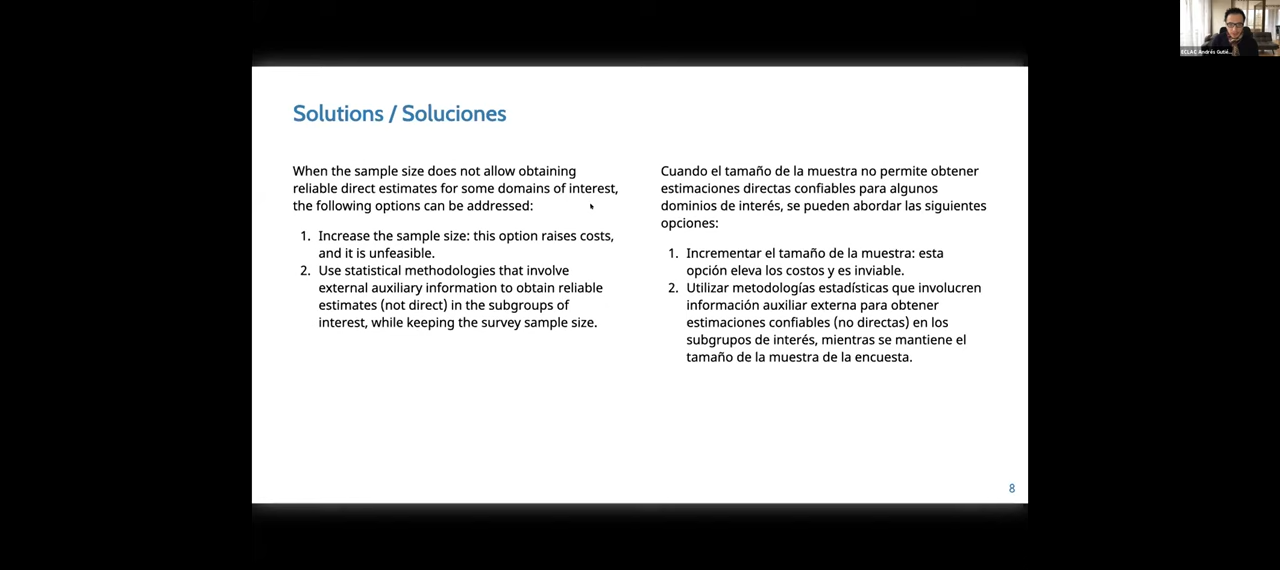 Solutions / Soluciones
When the sample size does not allow obtaining
reliable direct estimates for some domains of interest,
the following options can be addressed:
1. Increase the sample size: this option raises costs,
and it is unfeasible.
2. Use statistical methodologies that involve
external auxiliary information to obtain reliable
estimates (not direct) in the subgroups of
interest, while keeping the survey sample size.
Cuando el tamaño de la muestra no permite obtener
estimaciones directas confiables para algunos
dominios de interés, se pueden abordar las siguientes
opciones:
1. Incrementar el tamaño de la muestra: esta
opción eleva los costos y es inviable.
2. Utilizar metodologías estadísticas que involucren
información auxiliar externa para obtener
estimaciones confiables (no directas) en los
subgrupos de interés, mientras se mantiene el
tamaño de la muestra de la encuesta.
8
ECLAC Andrés Gutié...